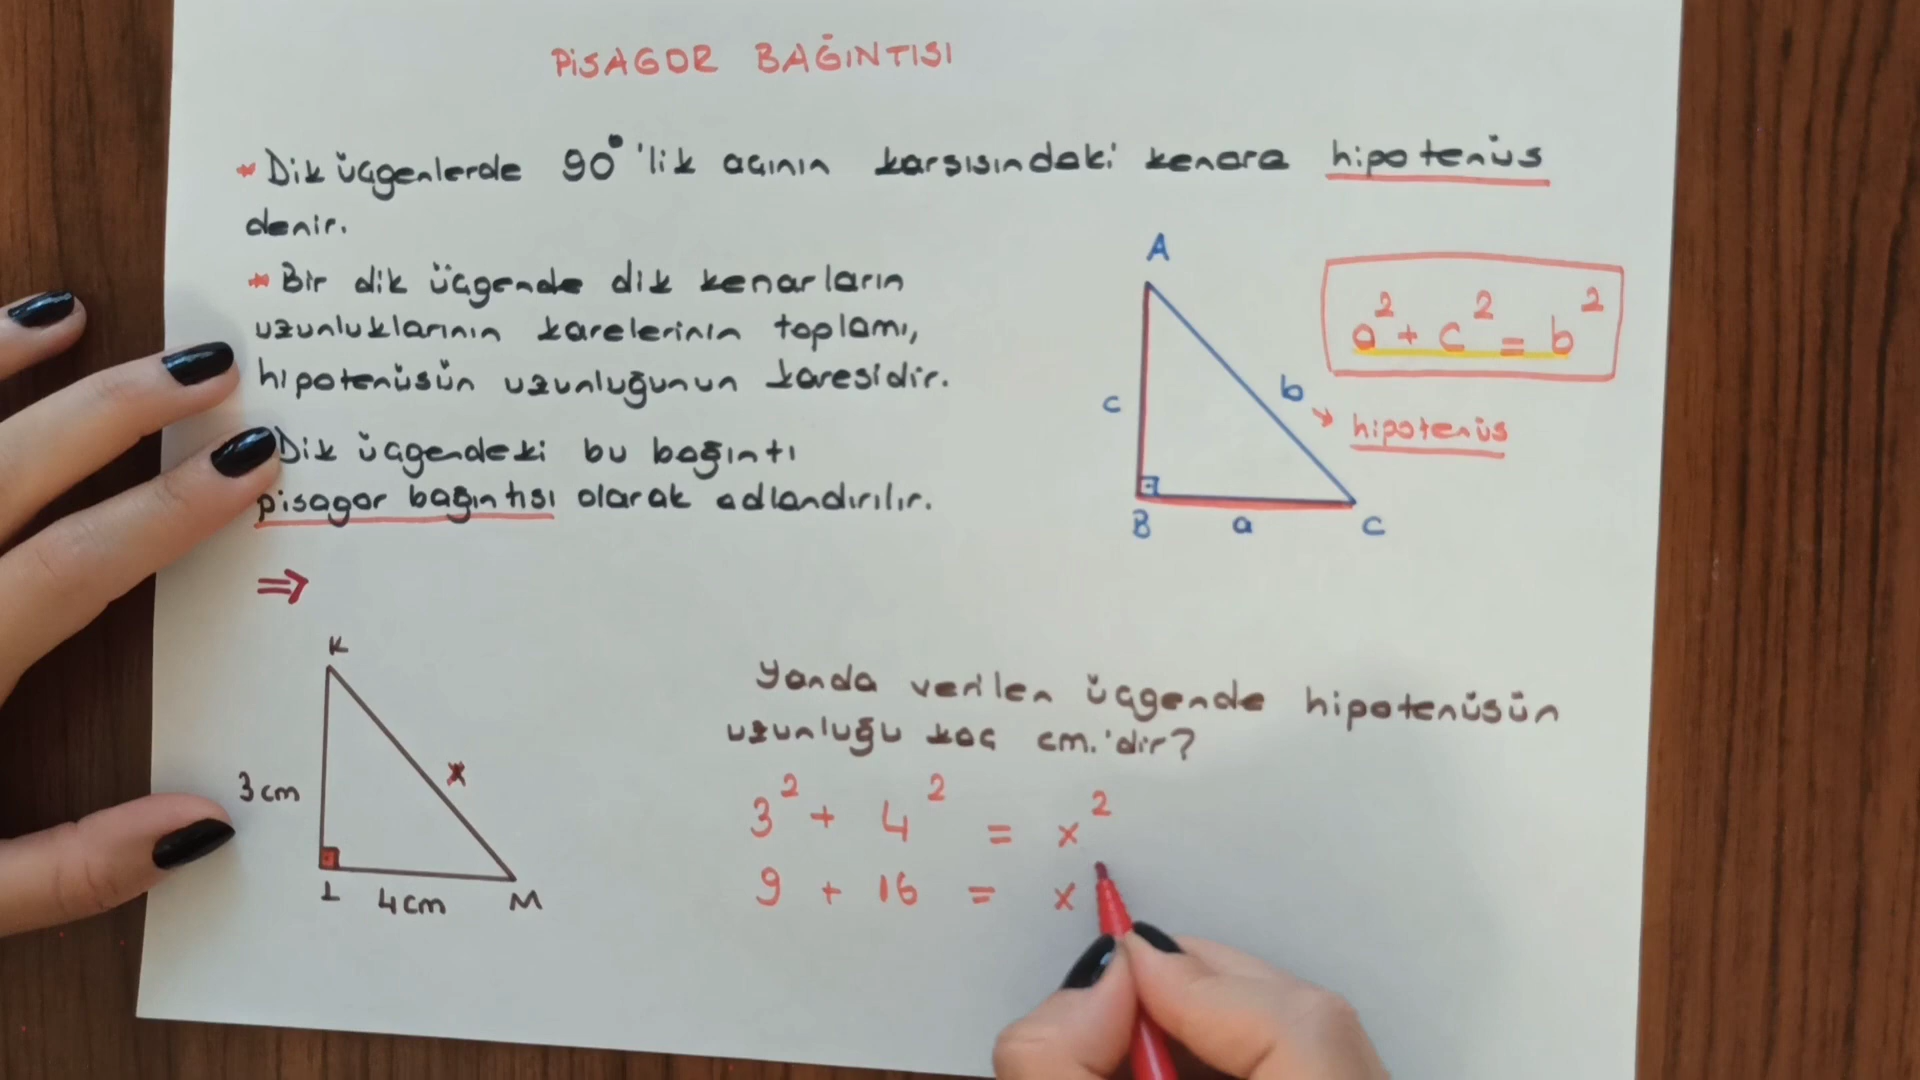 PİSAGOR BAĞINTISI
* Dik üçgenlerde 90°'lik açının karşısındaki kenara hipotenüs
denir.
* Bir dik üçgende dik kenarların
uzunluklarının karelerinin toplamı,
hipotenüsün uzunluğunun karesidir.
Dik üçgendeki bu bağıntı
pisagor bağıntısı olarak adlandırılır.
A
a² + c² = b²
c
b
→ hipotenüs
B
a
C
⇒
K
3 cm
x
L
4 cm
M
Yanda verilen üçgende hipotenüsün
uzunluğu kaç cm.'dir?
3² + 4² = x²
9 + 16 = x